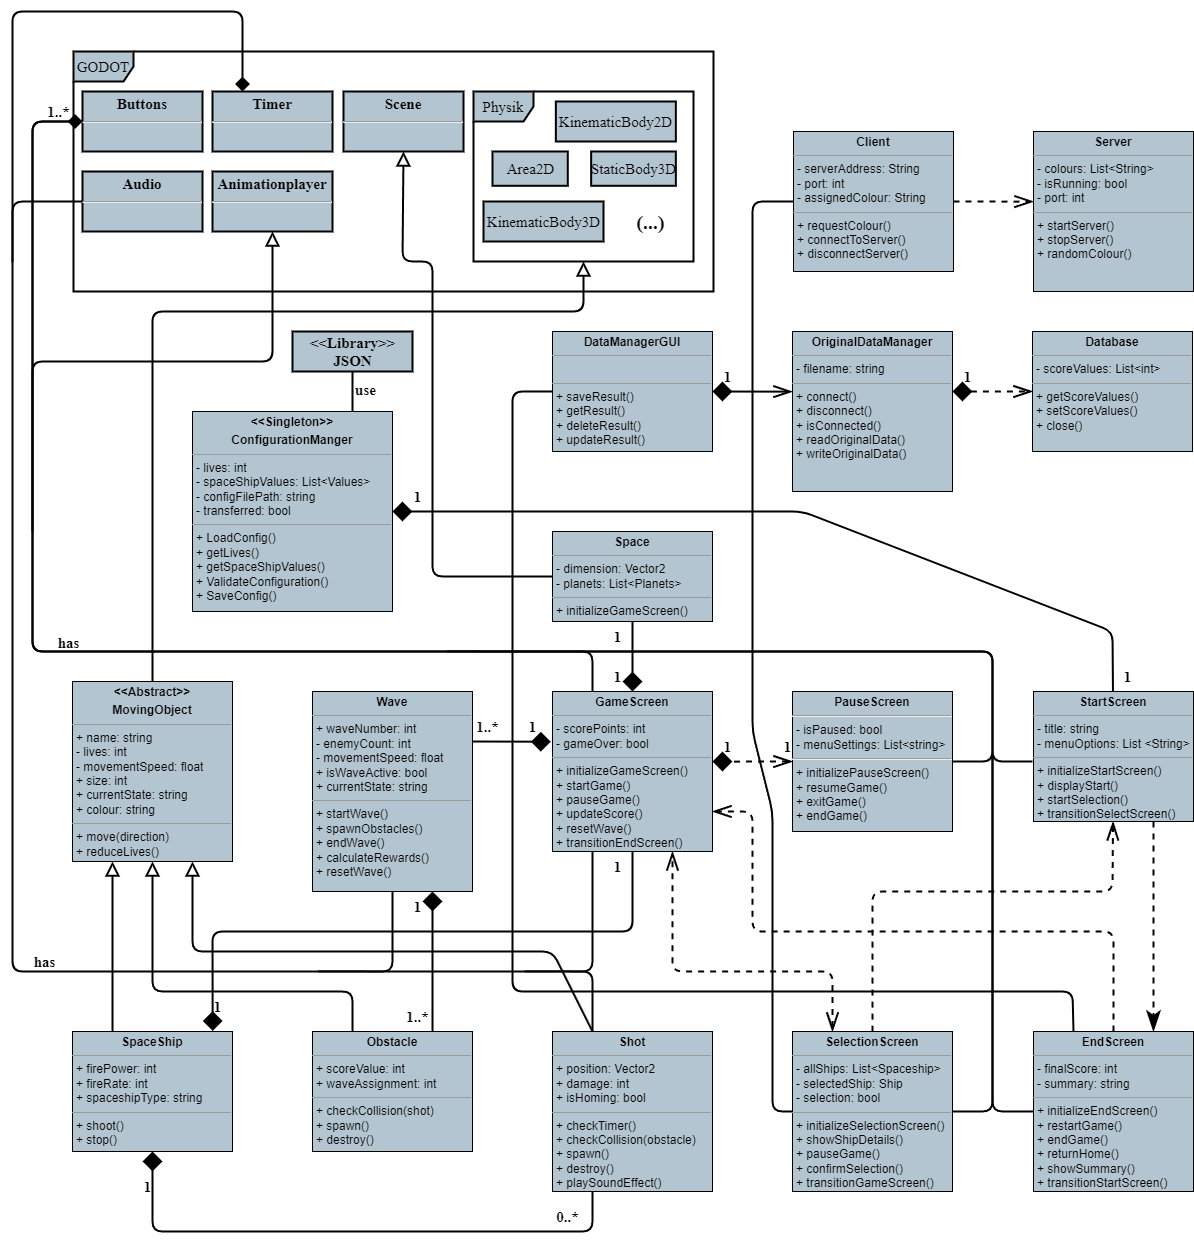 GODOT
1..*
Buttons
Timer
Scene
Physik
KinematicBody2D
Area2D
StaticBody3D
KinematicBody3D
(...)
Audio
Animationplayer
Client
- serverAddress: String
- port: int
- assignedColour: String
+ requestColour()
+ connectToServer()
+ disconnectServer()
Server
- colours: List<String>
- isRunning: bool
- port: int
+ startServer()
+ stopServer()
+ randomColour()
<<Library>>
JSON
use
DataManagerGUI
+ saveResult()
+ getResult()
+ deleteResult()
+ updateResult()
1
OriginalDataManager
- filename: string
+ connect()
+ disconnect()
+ isConnected()
+ readOriginalData()
+ writeOriginalData()
1
Database
- scoreValues: List<int>
+ getScoreValues()
+ setScoreValues()
+ close()
<<Singleton>>
ConfigurationManger
- lives: int
- spaceShipValues: List<Values>
- configFilePath: string
- transferred: bool
+ LoadConfig()
+ getLives()
+ getSpaceShipValues()
+ ValidateConfiguration()
+ SaveConfig()
1
Space
- dimension: Vector2
- planets: List<Planets>
+ initializeGameScreen()
1
has
1
1
<<Abstract>>
MovingObject
+ name: string
- lives: int
- movementSpeed: float
+ size: int
+ currentState: string
+ colour: string
+ move(direction)
+ reduceLives()
Wave
+ waveNumber: int
- enemyCount: int
- movementSpeed: float
+ isWaveActive: bool
+ currentState: string
+ startWave()
+ spawnObstacles()
+ endWave()
+ calculateRewards()
+ resetWave()
1..*
1
GameScreen
- scorePoints: int
- gameOver: bool
+ initializeGameScreen()
+ startGame()
+ pauseGame()
+ updateScore()
+ resetWave()
+ transitionEndScreen()
1
1
PauseScreen
- isPaused: bool
- menuSettings: List<string>
+ initializePauseScreen()
+ resumeGame()
+ exitGame()
+ endGame()
StartScreen
- title: string
- menuOptions: List <String>
+ initializeStartScreen()
+ displayStart()
+ startSelection()
+ transitionSelectScreen()
1
1
has
1
1..*
SpaceShip
+ firePower: int
+ fireRate: int
+ spaceshipType: string
+ shoot()
+ stop()
Obstacle
+ scoreValue: int
+ waveAssignment: int
+ checkCollision(shot)
+ spawn()
+ destroy()
Shot
+ position: Vector2
+ damage: int
+ isHoming: bool
+ checkTimer()
+ checkCollision(obstacle)
+ spawn()
+ destroy()
+ playSoundEffect()
SelectionScreen
- allShips: List<Spaceship>
- selectedShip: Ship
- selection: bool
+ initializeSelectionScreen()
+ showShipDetails()
+ pauseGame()
+ confirmSelection()
+ transitionGameScreen()
EndScreen
- finalScore: int
- summary: string
+ initializeEndScreen()
+ restartGame()
+ endGame()
+ returnHome()
+ showSummary()
+ transitionStartScreen()
1
0..*